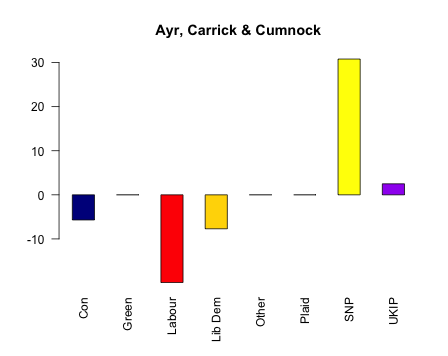 Ayr, Carrick & Cumnock
30
20
10
0
-10
Con
Green
Labour
Lib Dem
Other
Plaid
SNP
UKIP